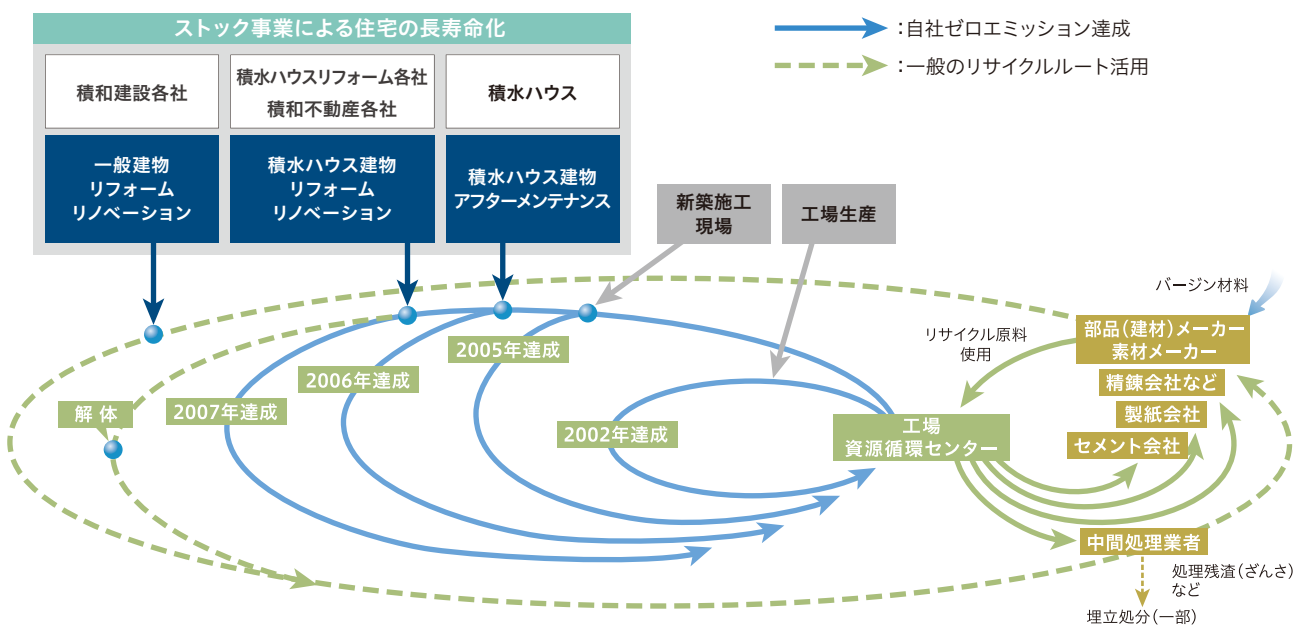 ストック事業による住宅の長寿命化
積和建設各社
積水ハウスリフォーム各社
積和不動産各社
積水ハウス
一般建物
リフォーム
リノベーション
積水ハウス建物
リフォーム
リノベーション
積水ハウス建物
アフターメンテナンス
：自社ゼロエミッション達成
：一般のリサイクルルート活用
新築施工
現場
工場生産
バージン材料
部品（建材）メーカー
素材メーカー
リサイクル原料
使用
2005年達成
2006年達成
2007年達成
解体
2002年達成
精錬会社など
製紙会社
セメント会社
工場
資源循環センター
中間処理業者
処理残渣（ざんさ）
など
埋立処分（一部）